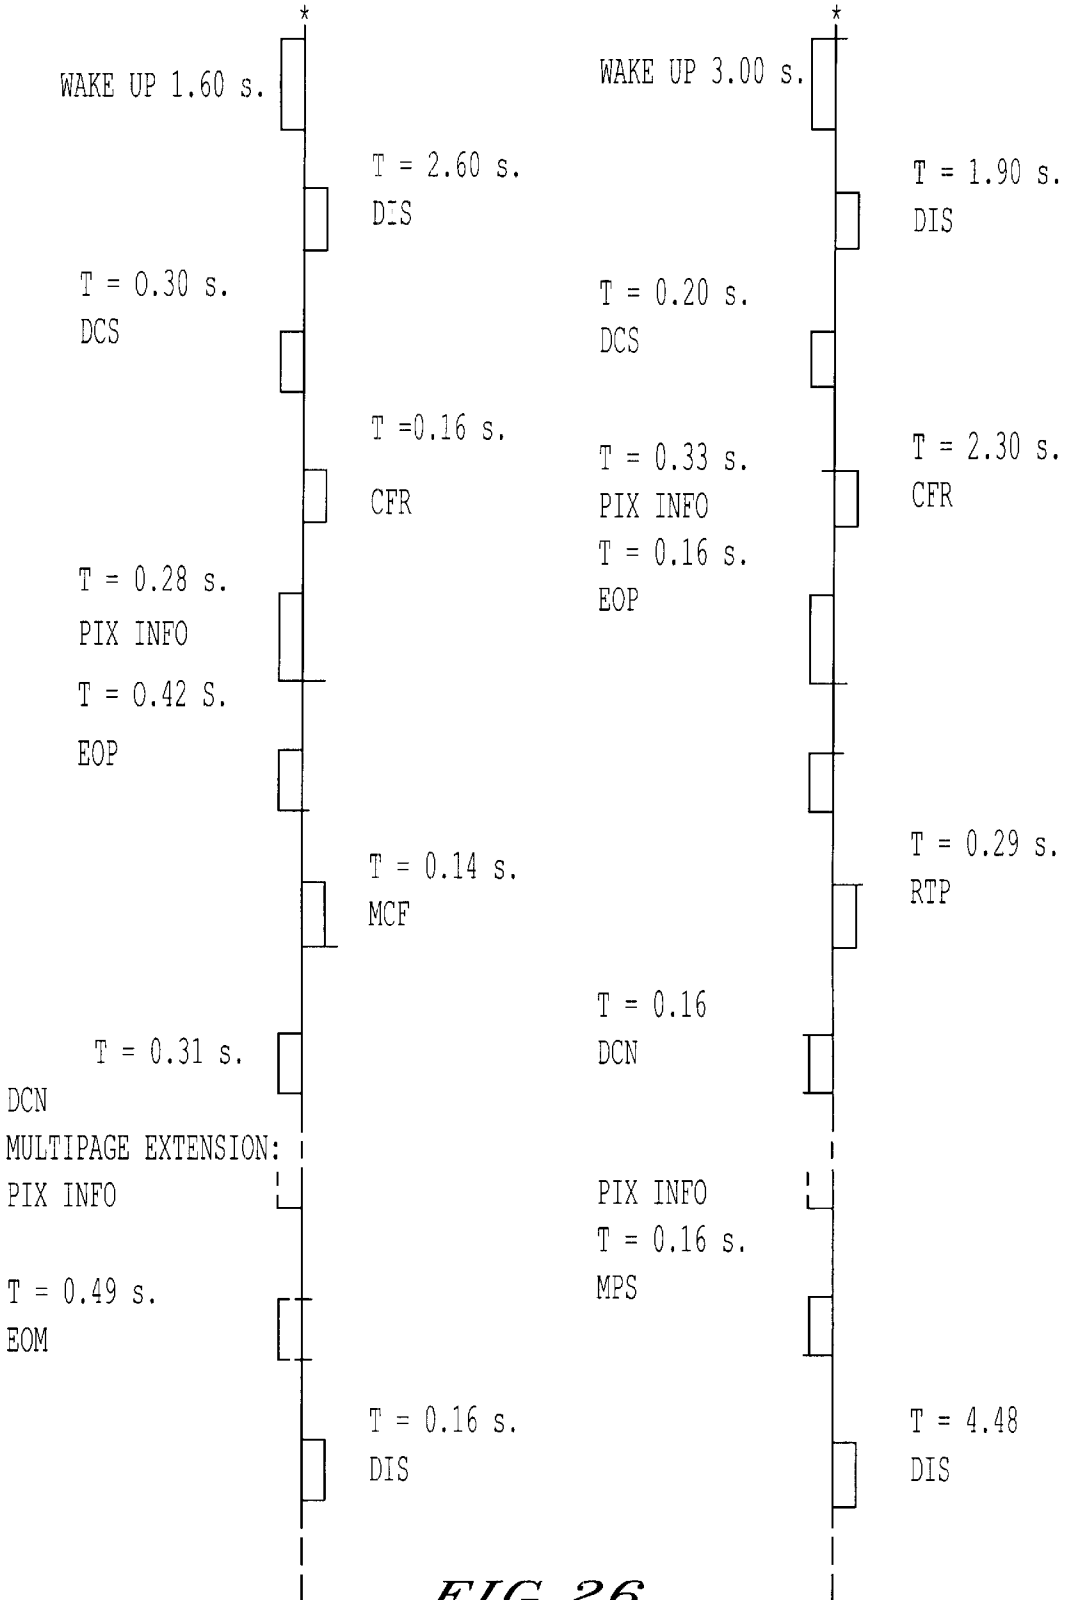 *
WAKE UP 1.60 s.
T = 2.60 s.
DIS
T = 0.30 s.
DCS
T =0.16 s.
CFR
T = 0.28 s.
PIX INFO
T = 0.42 S.
EOP
T = 0.14 s.
MCF
T = 0.31 s.
DCN
MULTIPAGE EXTENSION:
PIX INFO
T = 0.49 s.
EOM
T = 0.16 s.
DIS
*
WAKE UP 3.00 s.
T = 1.90 s.
DIS
T = 0.20 s.
DCS
T = 2.30 s.
CFR
T = 0.33 s.
PIX INFO
T = 0.16 s.
EOP
T = 0.29 s.
RTP
T = 0.16
DCN
PIX INFO
T = 0.16 s.
MPS
T = 4.48
DIS
FIG 26